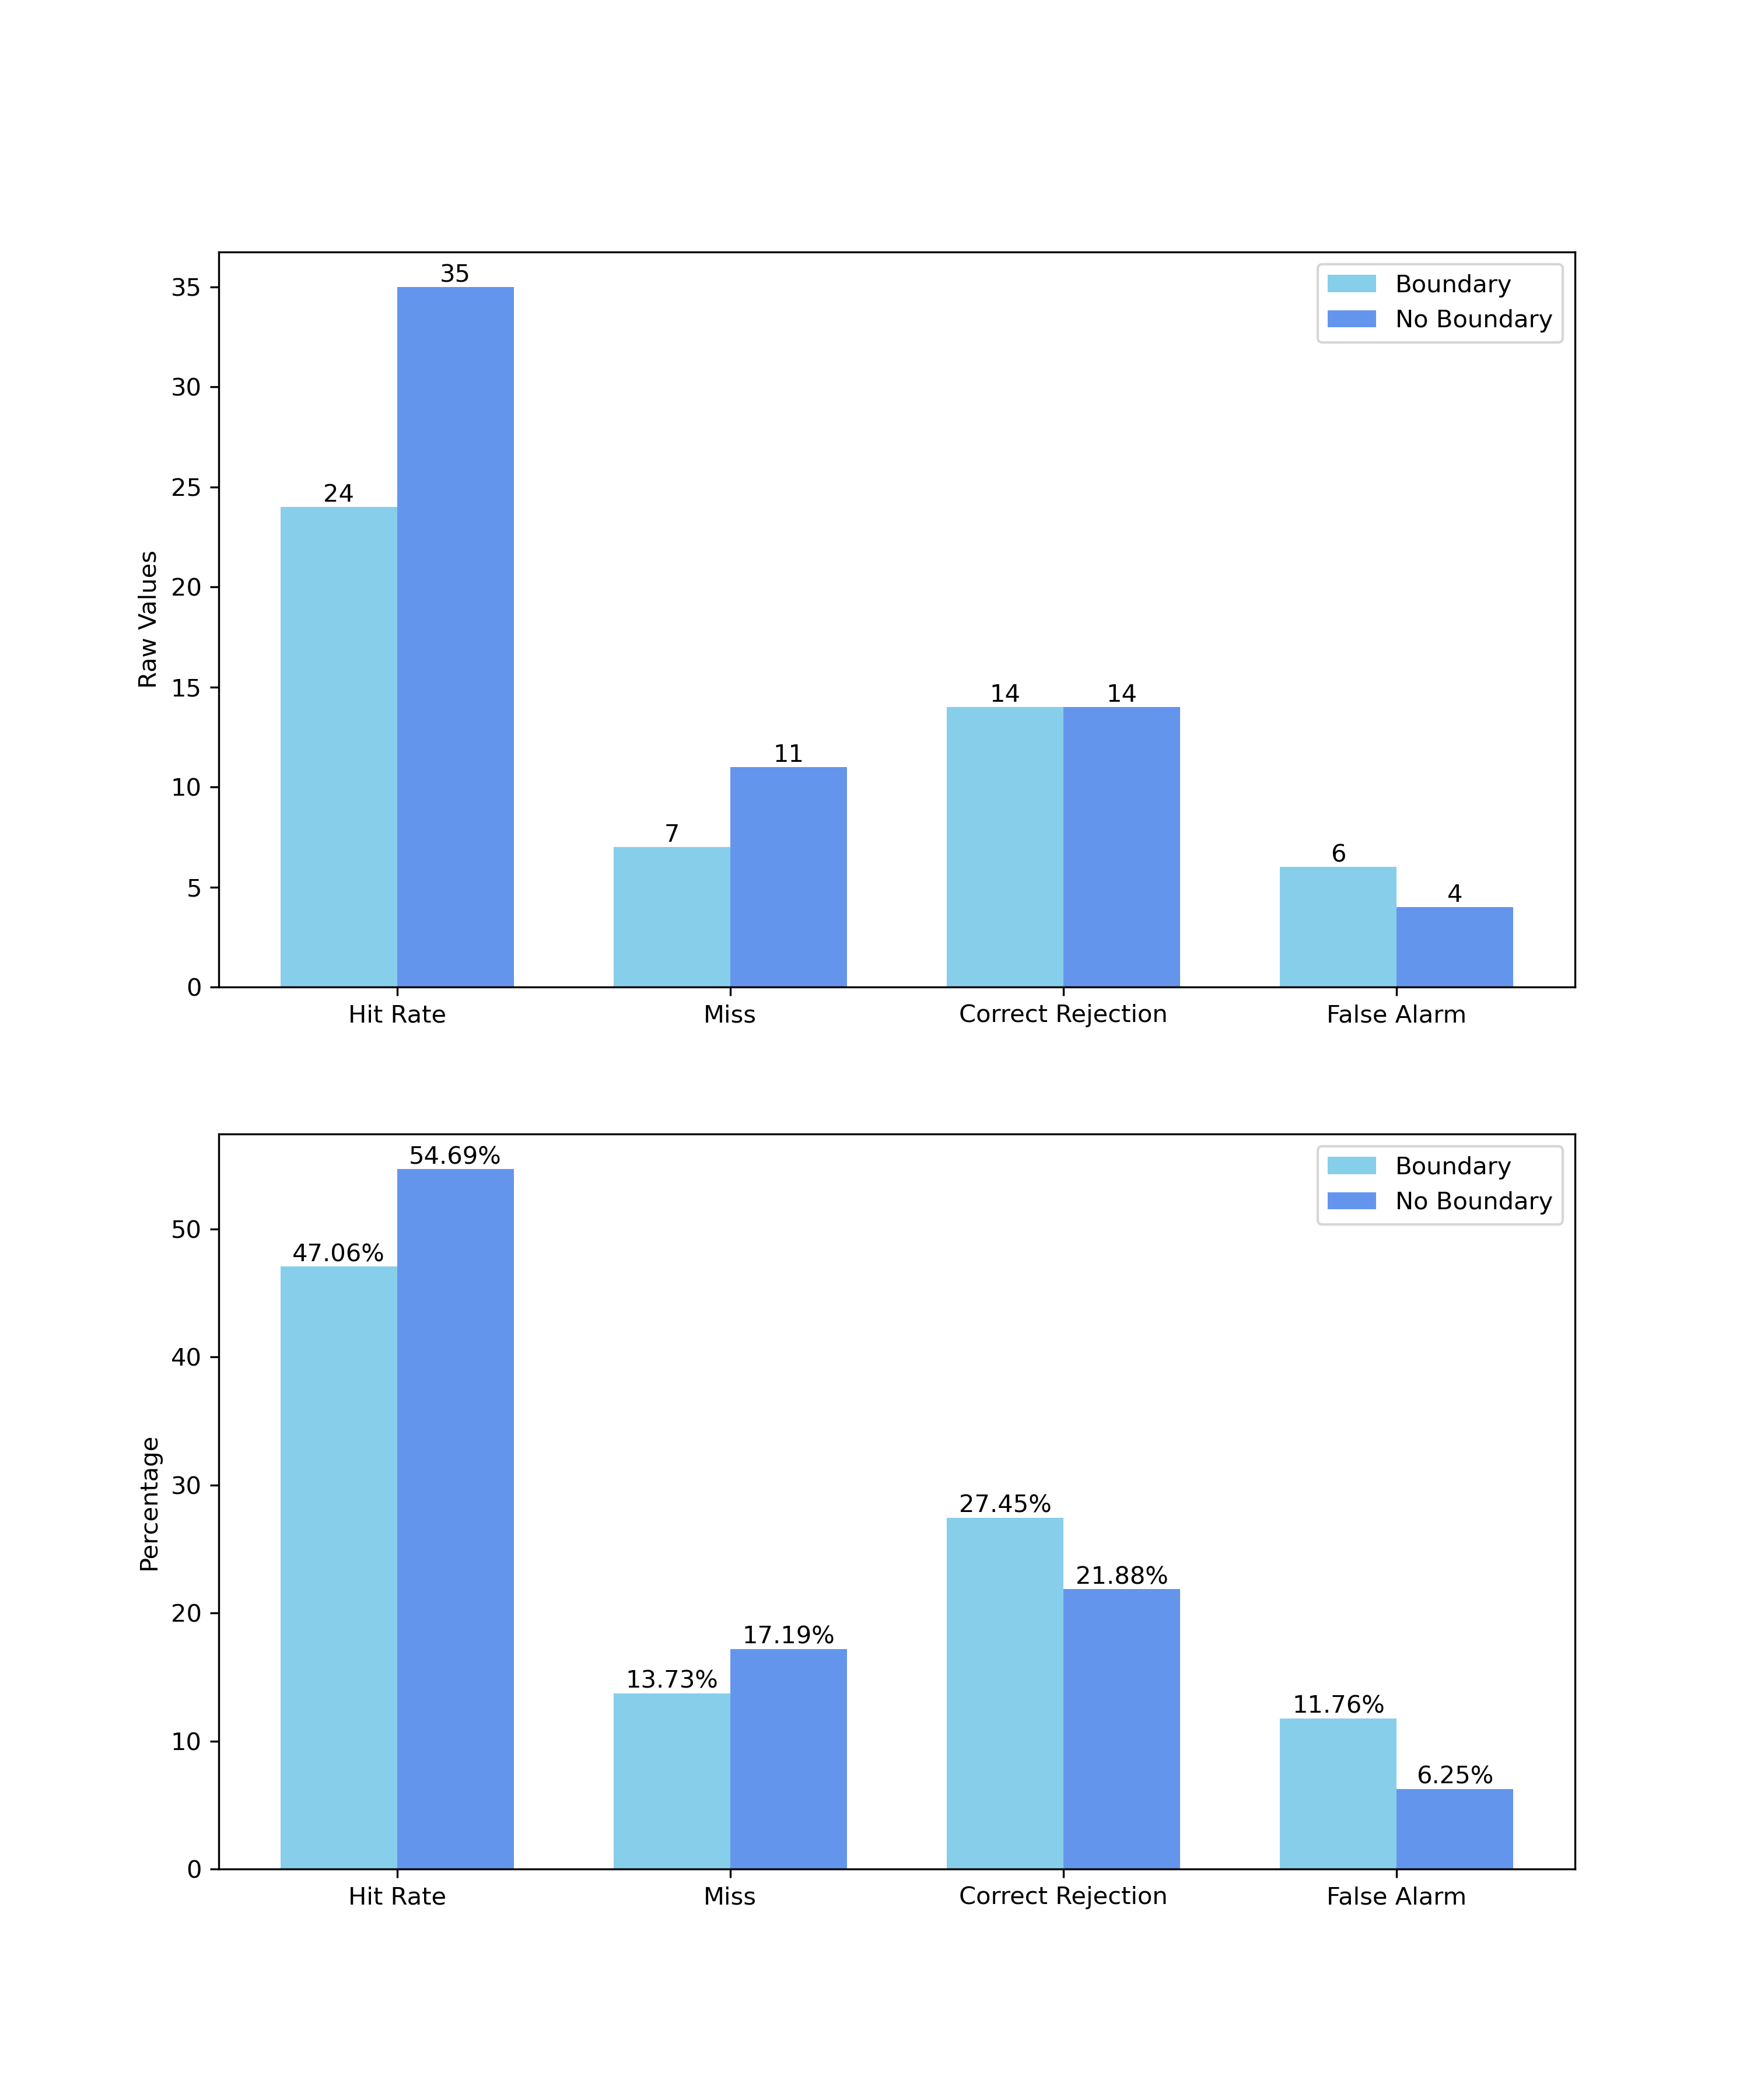 35
Boundary
No Boundary
35
30
25
24
20
15
14
14
11
10
7
6
5
4
0
Raw Values
Hit Rate
Miss
Correct Rejection
False Alarm
54.69%
Boundary
No Boundary
50
47.06%
40
30
27.45%
21.88%
20
17.19%
13.73%
11.76%
10
6.25%
0
Percentage
Hit Rate
Miss
Correct Rejection
False Alarm